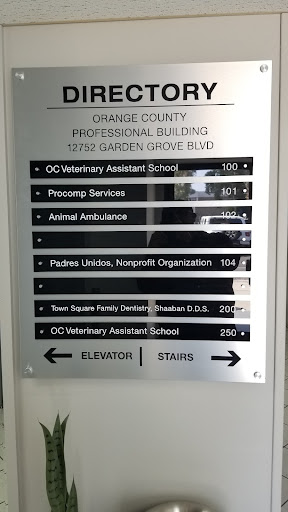 DIRECTORY
ORANGE COUNTY
PROFESSIONAL BUILDING
12752 GARDEN GROVE BLVD
OC Veterinary Assistant School 100
Procomp Services 101
Animal Ambulance 102
Padres Unidos, Nonprofit Organization 104
Town Square Family Dentistry, Shaaban D.D.S. 200
OC Veterinary Assistant School 250
ELEVATOR | STAIRS